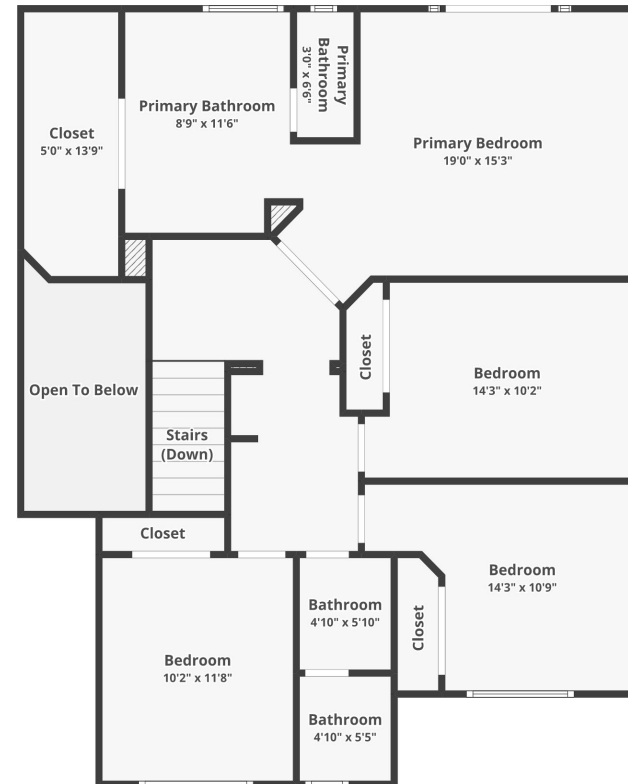 Closet
5'0" x 13'9"
Primary Bathroom
8'9" x 11'6"
Primary
Bathroom
3'0" x 6'6"
Primary Bedroom
19'0" x 15'3"
Open To Below
Closet
Bedroom
14'3" x 10'2"
Stairs
(Down)
Closet
Bedroom
14'3" x 10'9"
Bathroom
4'10" x 5'10"
Closet
Bedroom
10'2" x 11'8"
Bathroom
4'10" x 5'5"